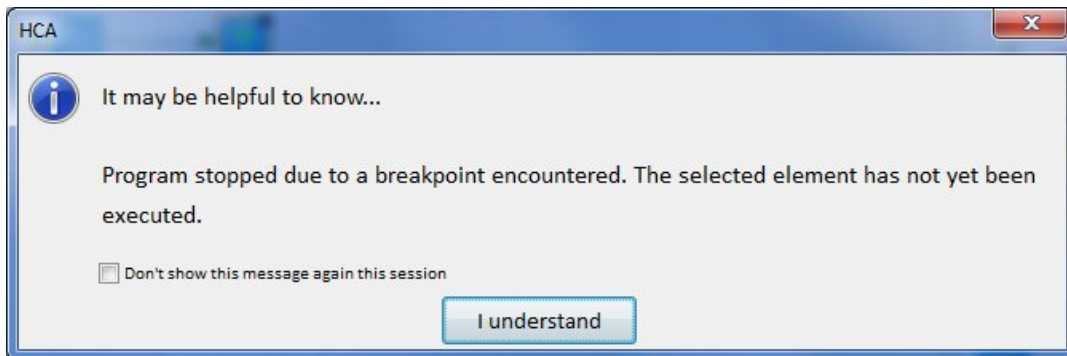 HCA
It may be helpful to know...
Program stopped due to a breakpoint encountered. The selected element has not yet been
executed.
Don't show this message again this session
I understand